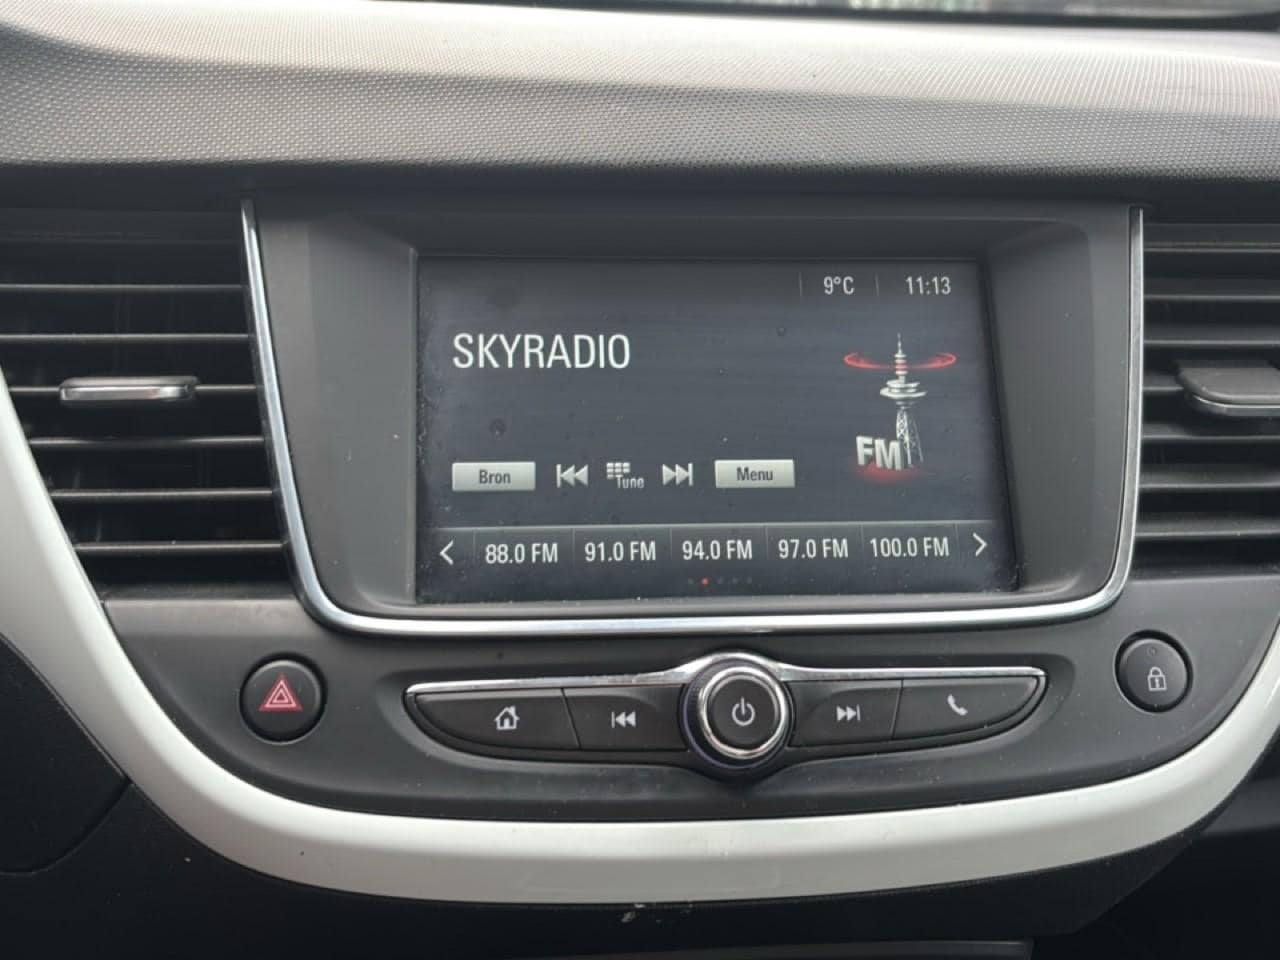 9°C 11:13
SKYRADIO
FM
Bron Tune Menu
88.0 FM 91.0 FM 94.0 FM 97.0 FM 100.0 FM